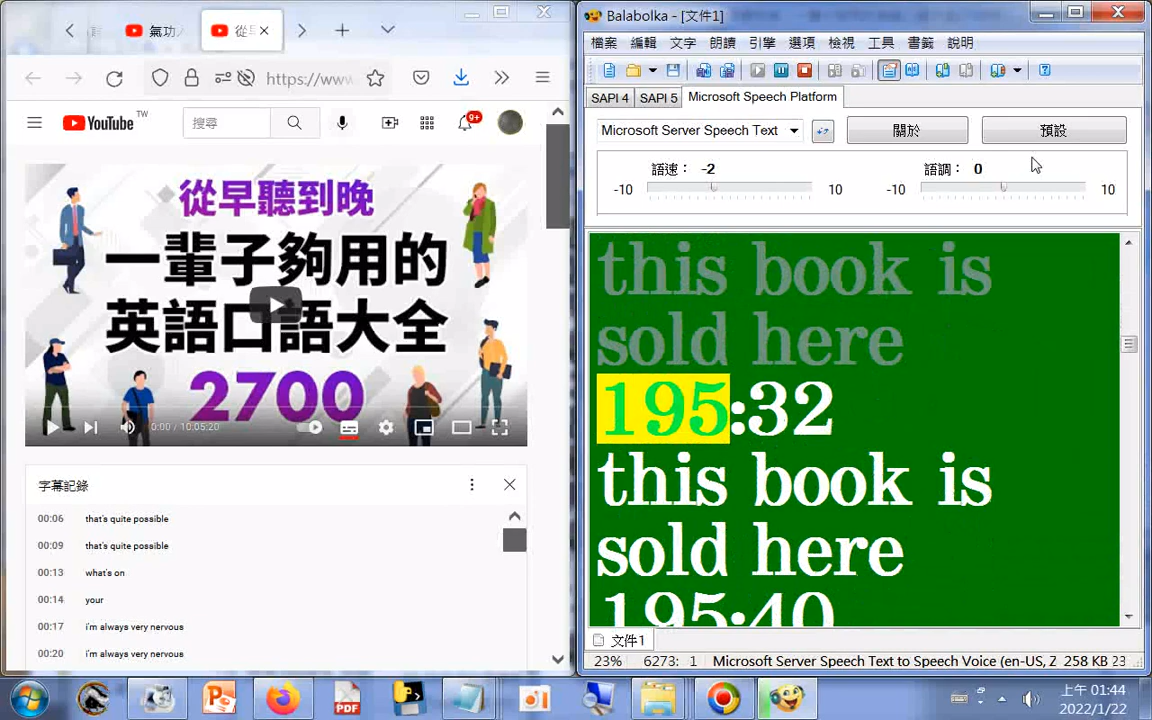 氣功
從
https://www
YouTube TW
搜尋
9+
從早聽到晚
一輩子夠用的
英語口語大全
2700
0:00 / 10:05:20
字幕記錄
00:06 that's quite possible
00:09 that's quite possible
00:13 what's on
00:14 your
00:17 i'm always very nervous
00:20 i'm always very nervous
Balabolka - [文件1]
檔案 編輯 文字 朗讀 引擎 選項 檢視 工具 書籤 說明
SAPI 4 SAPI 5 Microsoft Speech Platform
Microsoft Server Speech Text 關於 預設
語速: -2 語調: 0
-10 10 -10 10
this book is
sold here
195:32
this book is
sold here
195:40
文件1
23% 6273: 1 Microsoft Server Speech Text to Speech Voice (en-US, Z 258 KB 23
PDF
上午 01:44
2022/1/22